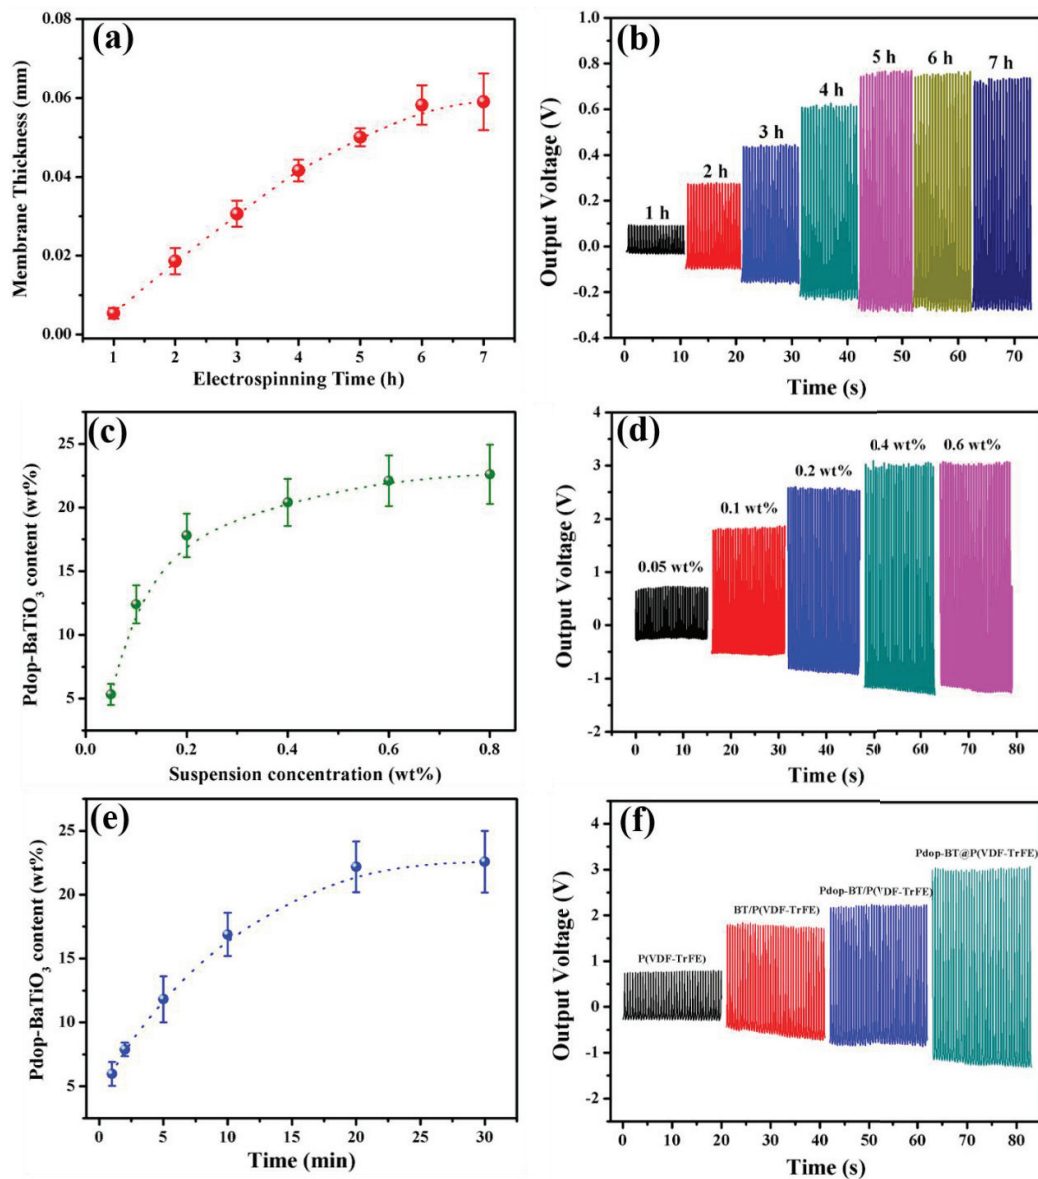 (a)
Membrane Thickness (mm)
0.08
0.06
0.04
0.02
0.00
1 2 3 4 5 6 7
Electrospinning Time (h)
(b)
Output Voltage (V)
1.0
0.8
0.6
0.4
0.2
0.0
-0.2
-0.4
1 h
2 h
3 h
4 h
5 h
6 h
7 h
0 10 20 30 40 50 60 70
Time (s)
(c)
Pdop-BaTiO3 content (wt%)
25
20
15
10
5
0.0 0.2 0.4 0.6 0.8
Suspension concentration (wt%)
(d)
Output Voltage (V)
4
3
2
1
0
-1
-2
0.05 wt%
0.1 wt%
0.2 wt%
0.4 wt%
0.6 wt%
0 10 20 30 40 50 60 70 80
Time (s)
(e)
Pdop-BaTiO3 content (wt%)
25
20
15
10
5
0 5 10 15 20 25 30
Time (min)
(f)
Output Voltage (V)
4
3
2
1
0
-1
-2
P(VDF-TrFE)
BT/P(VDF-TrFE)
Pdop-BT/P(VDF-TrFE)
Pdop-BT@P(VDF-TrFE)
0 10 20 30 40 50 60 70 80
Time (s)